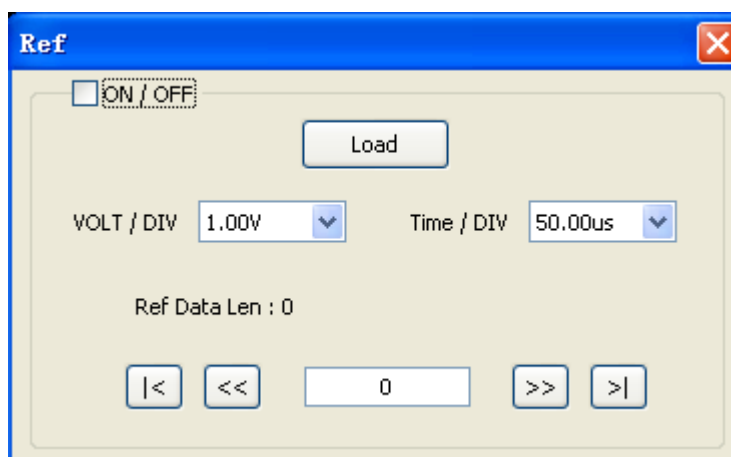 Ref
ON / OFF
Load
VOLT / DIV 1.00V Time / DIV 50.00us
Ref Data Len : 0
|< << 0 >> >|